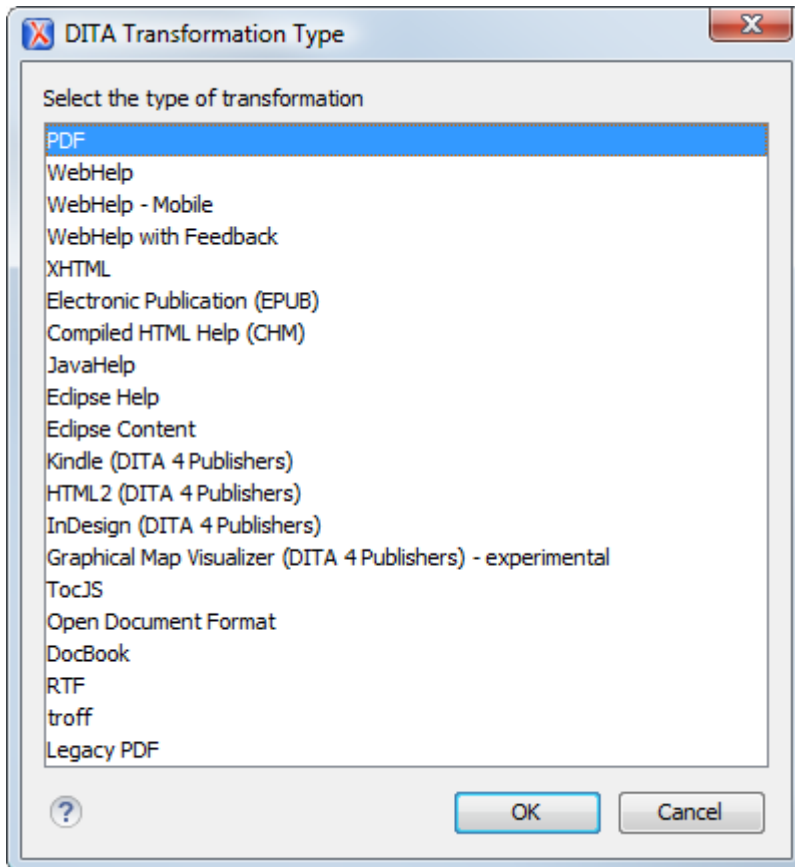 DITA Transformation Type
Select the type of transformation
PDF
WebHelp
WebHelp - Mobile
WebHelp with Feedback
XHTML
Electronic Publication (EPUB)
Compiled HTML Help (CHM)
JavaHelp
Eclipse Help
Eclipse Content
Kindle (DITA 4 Publishers)
HTML2 (DITA 4 Publishers)
InDesign (DITA 4 Publishers)
Graphical Map Visualizer (DITA 4 Publishers) - experimental
TocJS
Open Document Format
DocBook
RTF
troff
Legacy PDF
? OK Cancel